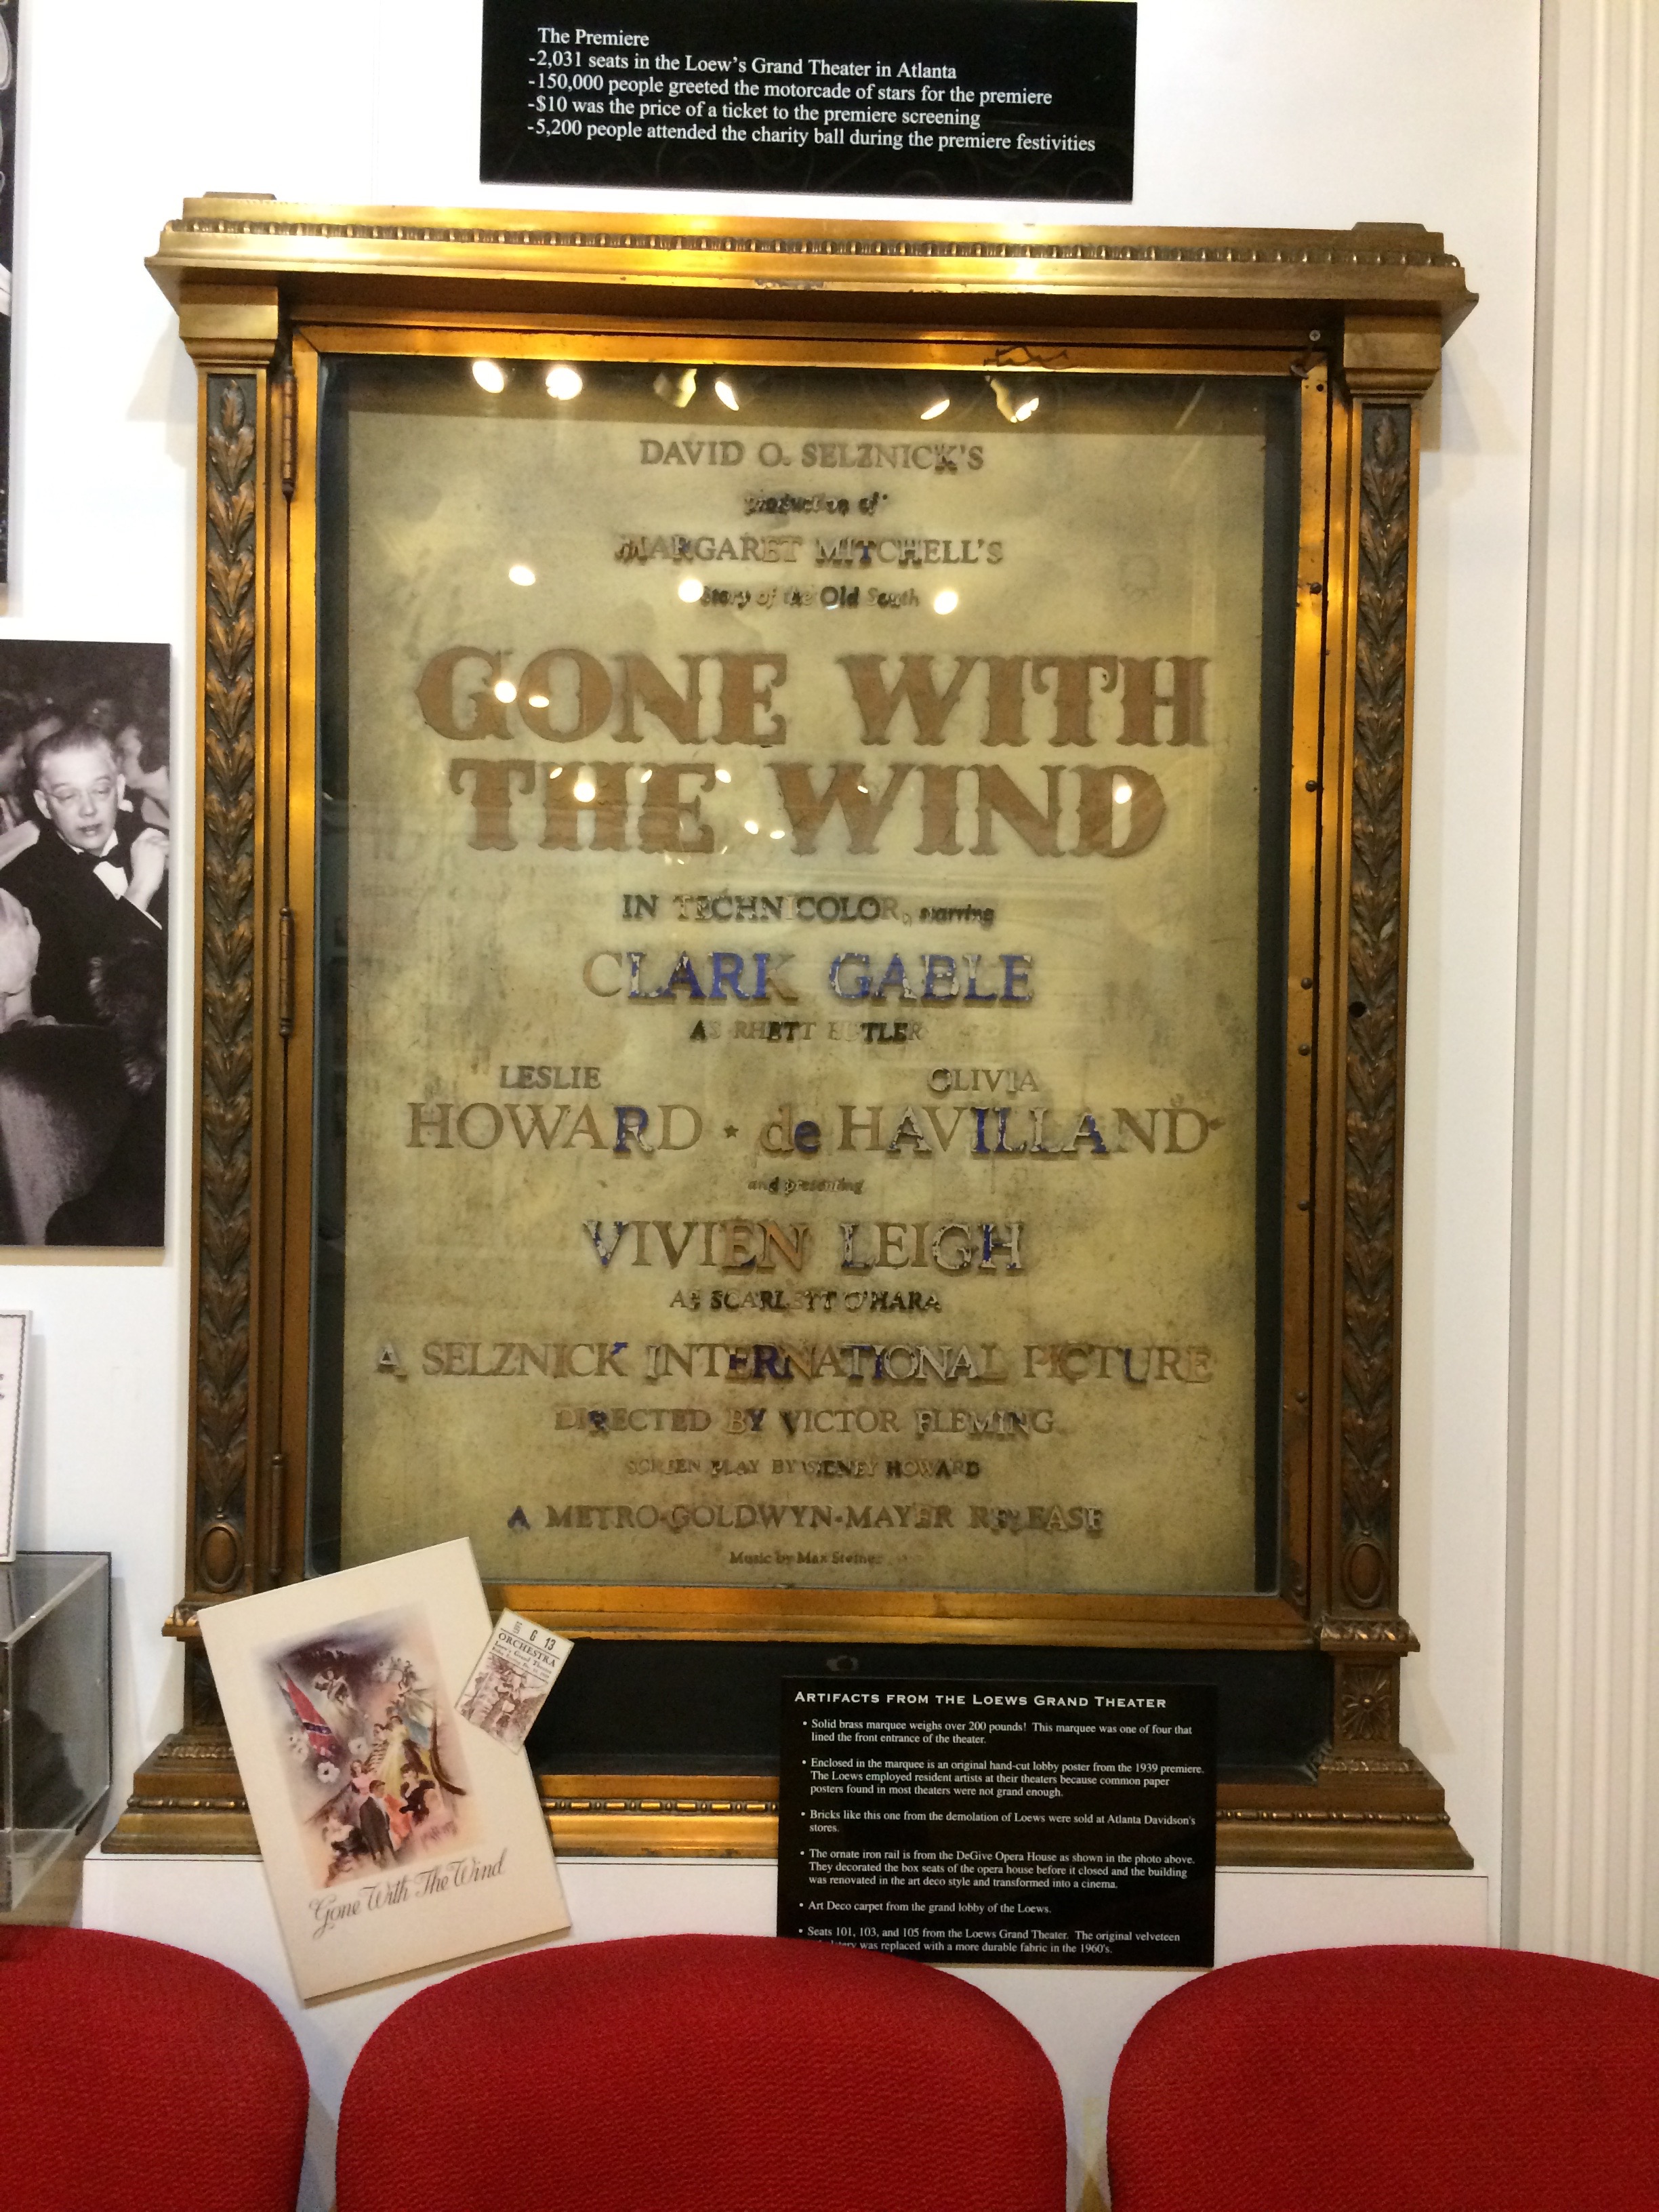 The Premiere
-2,031 seats in the Loew's Grand Theater in Atlanta
-150,000 people greeted the motorcade of stars for the premiere
-$10 was the price of a ticket to the premiere screening
-5,200 people attended the charity ball during the premiere festivities
DAVID O. SELZNICK'S
production of
MARGARET MITCHELL'S
Story of the Old South
GONE WITH
THE WIND
IN TECHNICOLOR, starring
CLARK GABLE
AS RHETT BUTLER
LESLIE OLIVIA
HOWARD · de HAVILLAND
and presenting
VIVIEN LEIGH
AS SCARLETT O'HARA
A SELZNICK INTERNATIONAL PICTURE
DIRECTED BY VICTOR FLEMING
SCREEN PLAY BY SIDNEY HOWARD
A METRO-GOLDWYN-MAYER RELEASE
Music by Max Steiner
6 13
ORCHESTRA
Loew's Grand Theatre
Gone With The Wind
ARTIFACTS FROM THE LOEWS GRAND THEATER
• Solid brass marquee weighs over 200 pounds! This marquee was one of four that
lined the front entrance of the theater.
• Enclosed in the marquee is an original hand-cut lobby poster from the 1939 premiere.
The Loews employed resident artists at their theaters because common paper
posters found in most theaters were not grand enough.
• Bricks like this one from the demolition of Loews were sold at Atlanta Davidson's
stores.
• The ornate iron rail is from the DeGive Opera House as shown in the photo above.
They decorated the box seats of the opera house before it closed and the building
was renovated in the art deco style and transformed into a cinema.
• Art Deco carpet from the grand lobby of the Loews.
• Seats 101, 103, and 105 from the Loews Grand Theater. The original velveteen
was replaced with a more durable fabric in the 1960's.